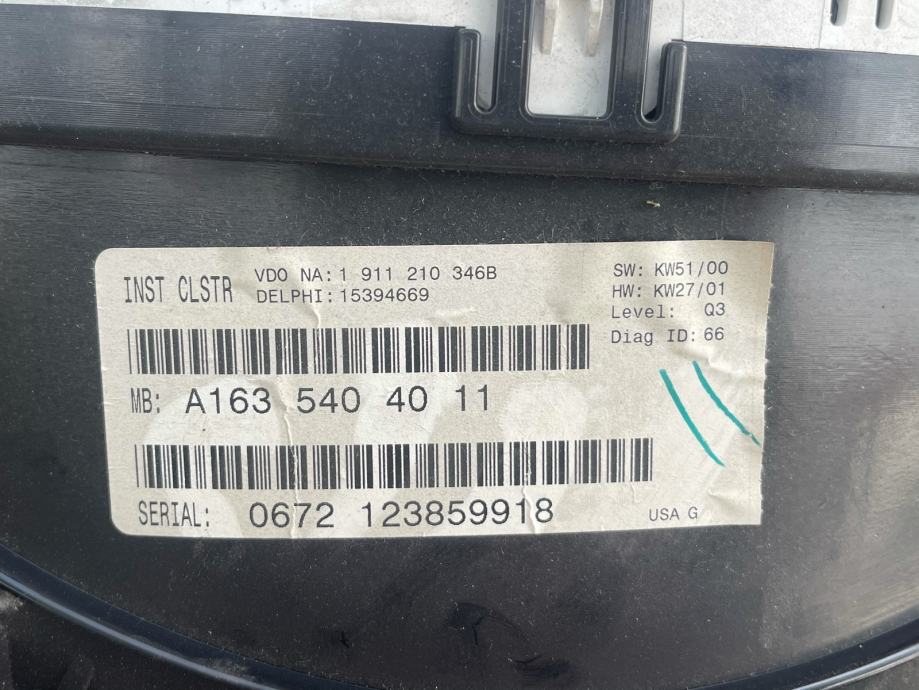 INST CLSTR VDO NA: 1 911 210 346B
DELPHI: 15394669
SW: KW51/00
HW: KW27/01
Level: Q3
Diag ID: 66
MB: A163 540 40 11
SERIAL: 0672 123859918
USA G